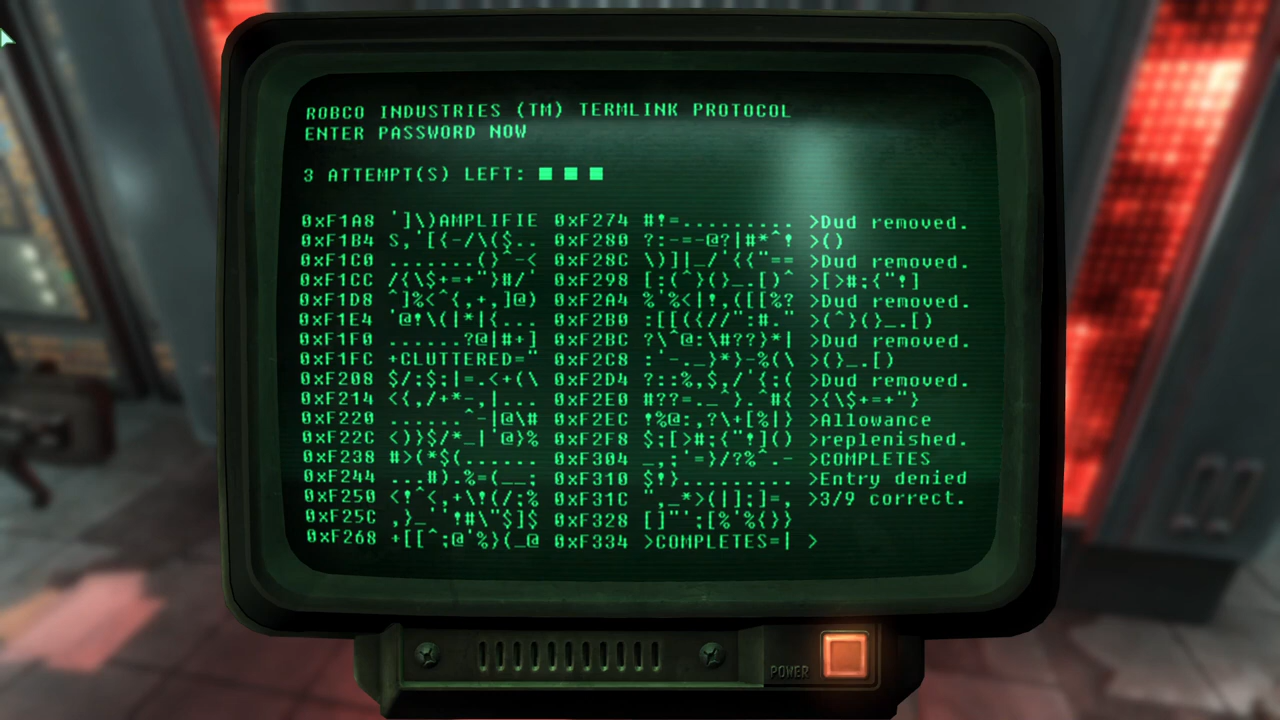 ROBCO INDUSTRIES (TM) TERMLINK PROTOCOL
ENTER PASSWORD NOW
3 ATTEMPT(S) LEFT: ■ ■ ■
0xF1A8 ']\)AMPLIFIE 0xF274 #!=......... >Dud removed.
0xF1B4 S,`[{-/\($.. 0xF280 ?:-=-@?|#*^! >()
0xF1C0 .......(}^-< 0xF28C \)]|_/'{{"== >Dud removed.
0xF1CC /{\$+=+"}#/' 0xF298 [:(^}(}_.[)^ >[>#;{"!]
0xF1D8 ^]%<^{,+,]@) 0xF2A4 %'%<|!,([[%? >Dud removed.
0xF1E4 '@!\(|*|{... 0xF2B0 :[[({//":#." >(^}(}_.[)
0xF1F0 ......?@|#+] 0xF2BC ?\^@:\#??}*| >Dud removed.
0xF1FC +CLUTTERED=" 0xF2C8 :'-._}*}-%(\ >(}_.[)
0xF208 $/;$;|=.<+(\ 0xF2D4 ?::%,$,/'{:( >Dud removed.
0xF214 <{,/+*-,|... 0xF2E0 #??=._^}.^#{ >{\$+=+"}
0xF220 ......^-|@\# 0xF2EC !%@:,?\+[%|} >Allowance
0xF22C <)}$/*_|'@}% 0xF2F8 $;[>#;{"!]() >replenished.
0xF238 #>(*$(...... 0xF304 _,;'=}/?%^.- >COMPLETES
0xF244 ...#).%=(__; 0xF310 $!}......... >Entry denied
0xF250 <!^<,+\!(/;% 0xF31C ",_*>(|];]=, >3/9 correct.
0xF25C ,}_''!#\"$]$ 0xF328 []"';[%'%{}}
0xF268 +[[^;@'%}(_@ 0xF334 >COMPLETES=| >
POWER